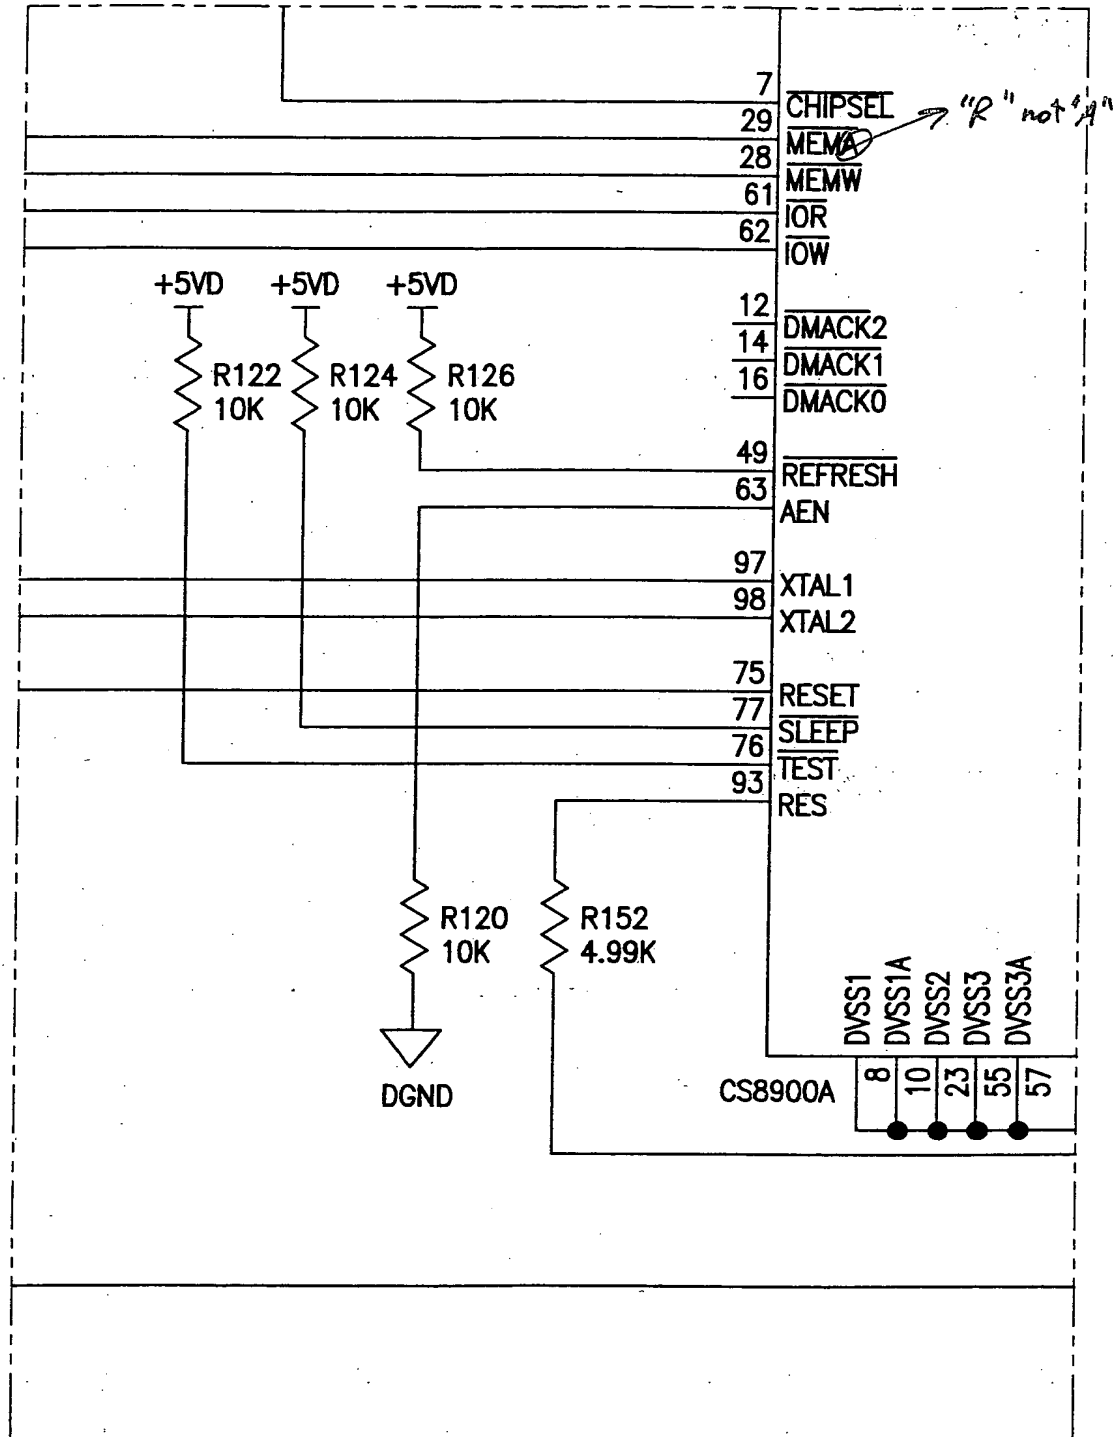 7
CHIPSEL
"R" not "A"
29
MEMA
28
MEMW
61
IOR
62
IOW
+5VD +5VD +5VD
12
DMACK2
14
DMACK1
16
DMACK0
R122 R124 R126
10K 10K 10K
49
REFRESH
63
AEN
97
XTAL1
98
XTAL2
75
RESET
77
SLEEP
76
TEST
93
RES
R120 R152
10K 4.99K
DGND
DVSS1
DVSS1A
DVSS2
DVSS3
DVSS3A
CS8900A
8
10
23
55
57